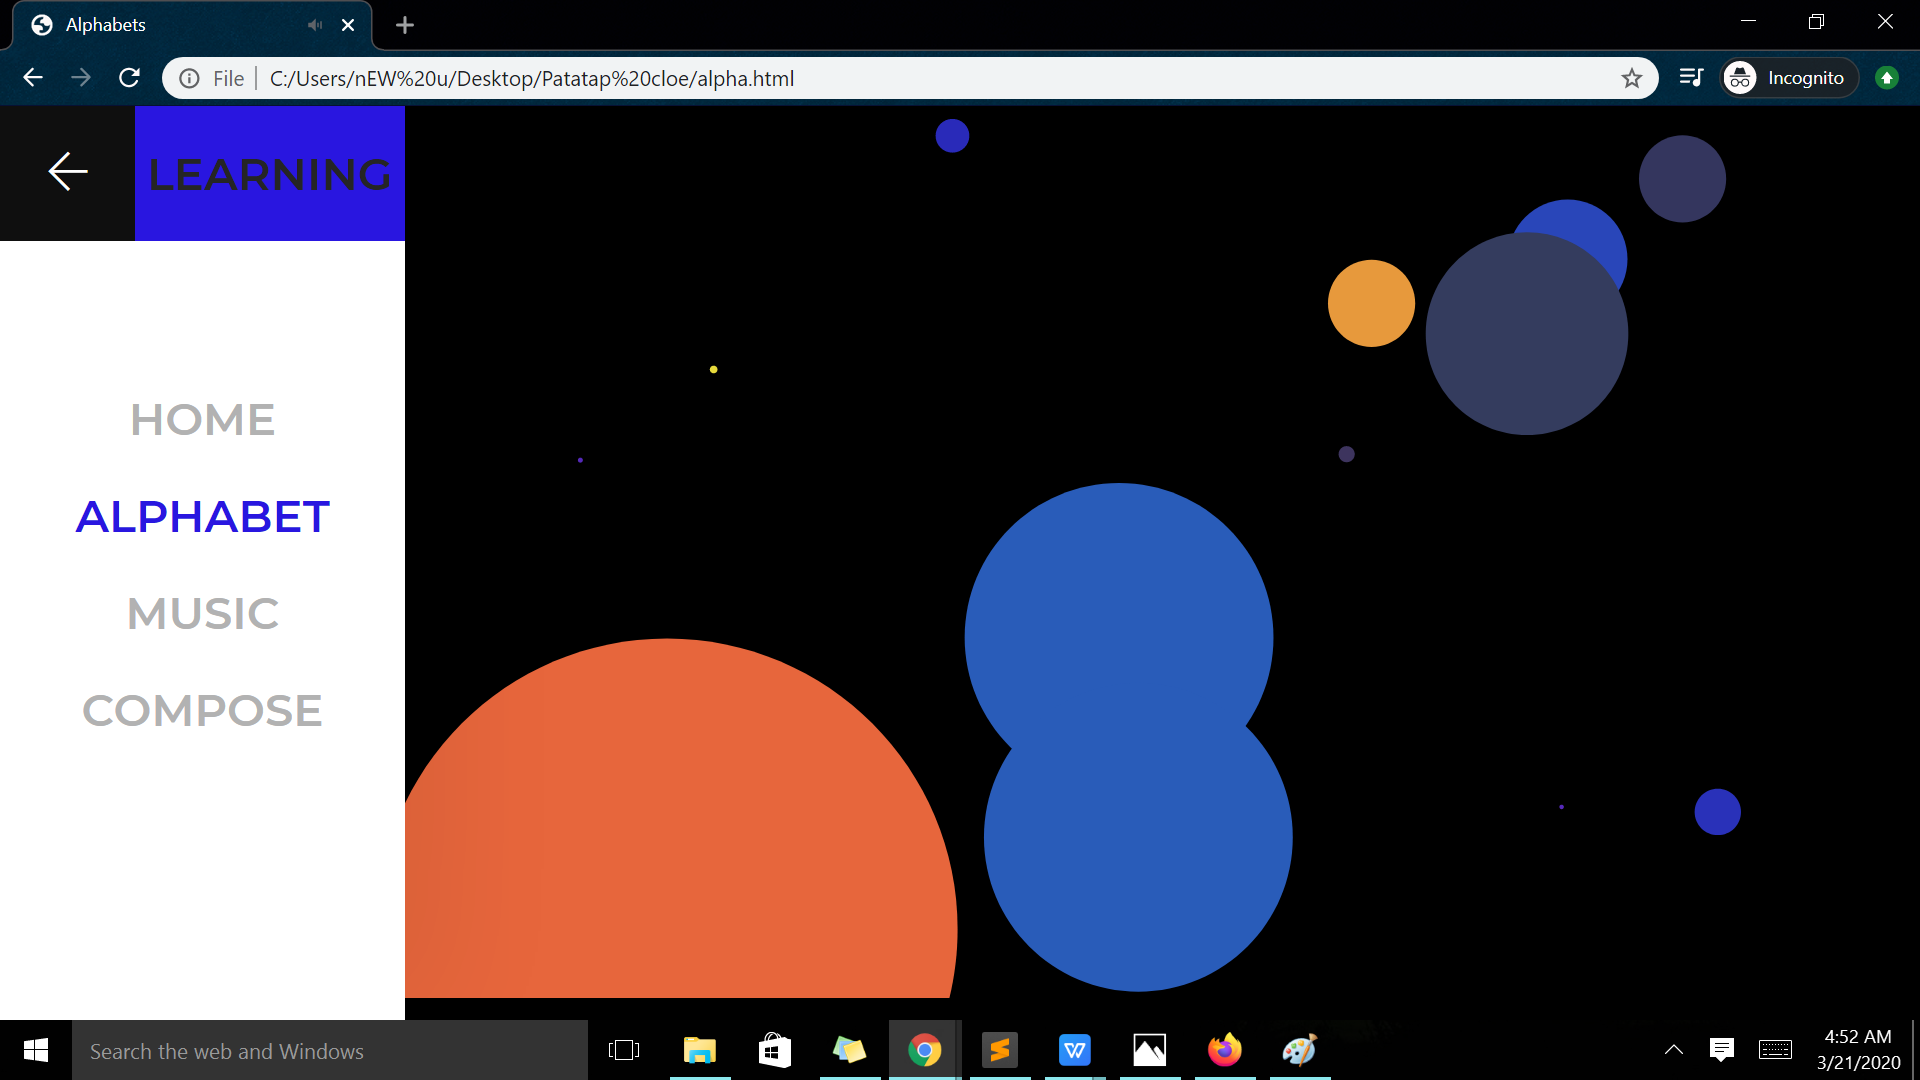 Alphabets
File
C:/Users/nEW%20u/Desktop/Patatap%20cloe/alpha.html
Incognito
LEARNING
HOME
ALPHABET
MUSIC
COMPOSE
Search the web and Windows
4:52 AM
3/21/2020